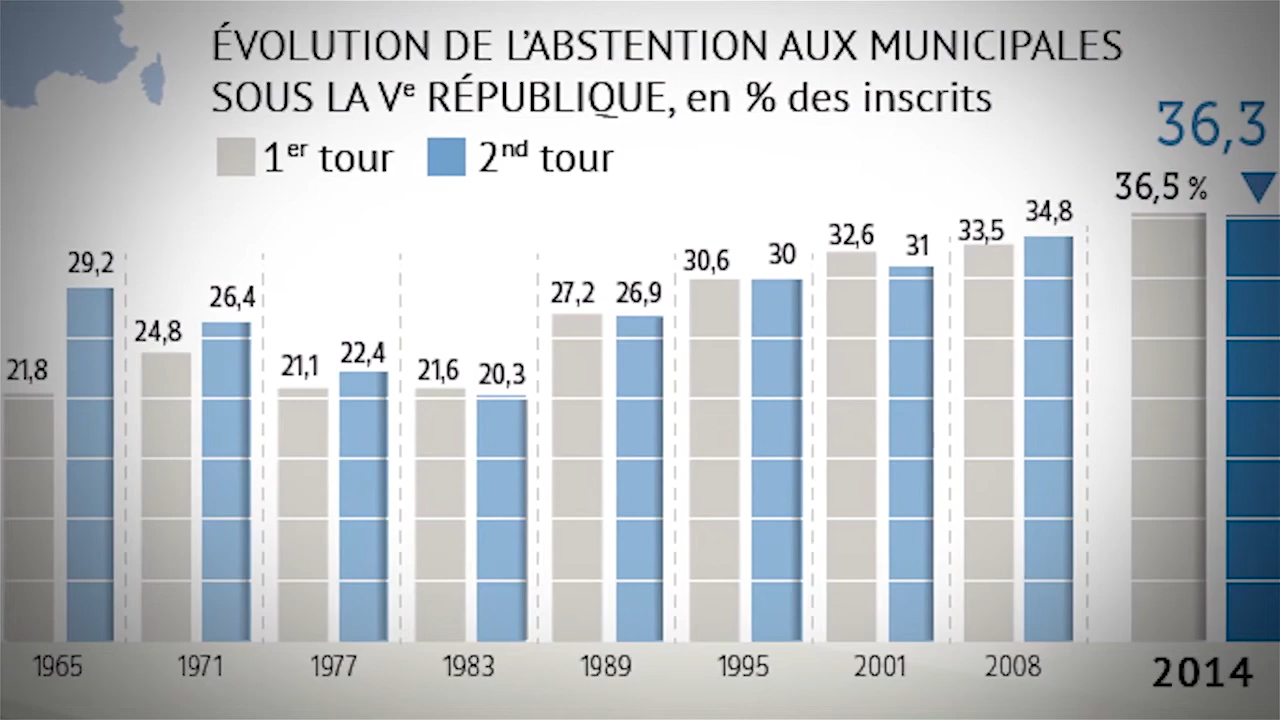 ÉVOLUTION DE L'ABSTENTION AUX MUNICIPALES
SOUS LA Vᵉ RÉPUBLIQUE, en % des inscrits
1er tour 2nd tour
36,3
36,5 %
21,8 29,2 24,8 26,4 21,1 22,4 21,6 20,3 27,2 26,9 30,6 30 32,6 31 33,5 34,8
1965 1971 1977 1983 1989 1995 2001 2008 2014